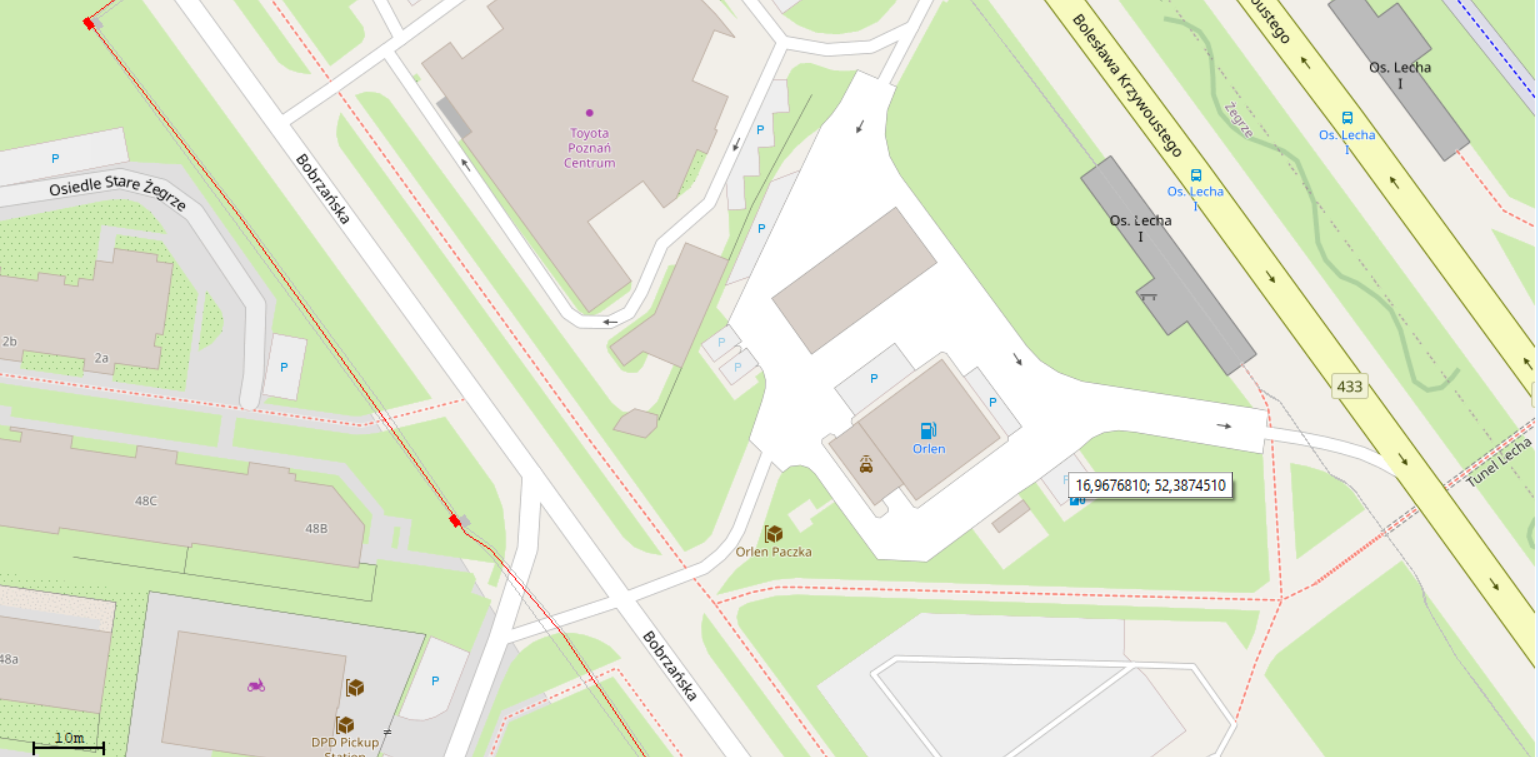 Bolesława Krzywoustego
oustego
Os. Lecha
I
Os. Lecha
I
Żegrze
Toyota
Poznań
Centrum
P
P
Osiedle Stare Żegrze
Bobrzańska
Os. Lecha
I
Os. Lecha
I
P
2b
2a
P
P
P
P
P
433
P
Orlen
Tunel Lecha
16,9676810; 52,3874510
48C
48B
Orlen Paczka
48a
Bobrzańska
P
10m
DPD Pickup
Station